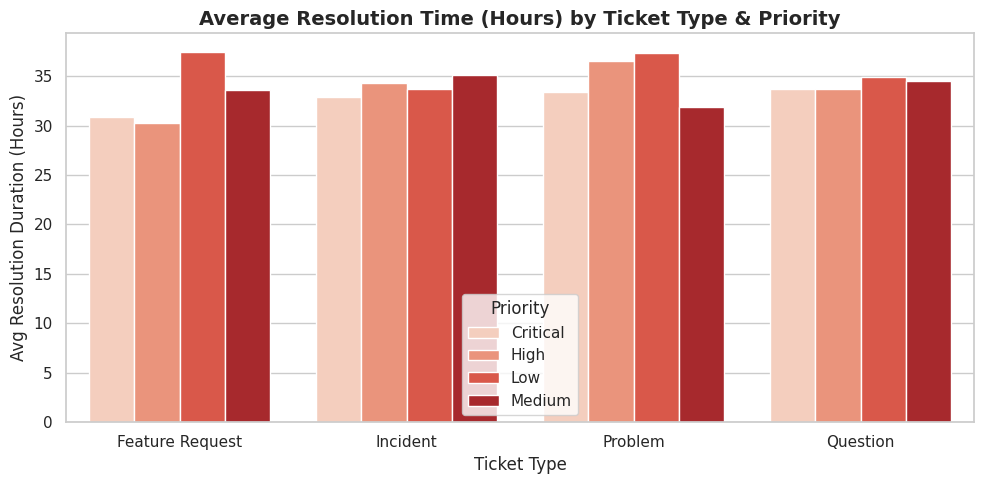 Average Resolution Time (Hours) by Ticket Type & Priority
Avg Resolution Duration (Hours)
35
30
25
20
15
10
5
0
Priority
Critical
High
Low
Medium
Feature Request
Incident
Problem
Question
Ticket Type